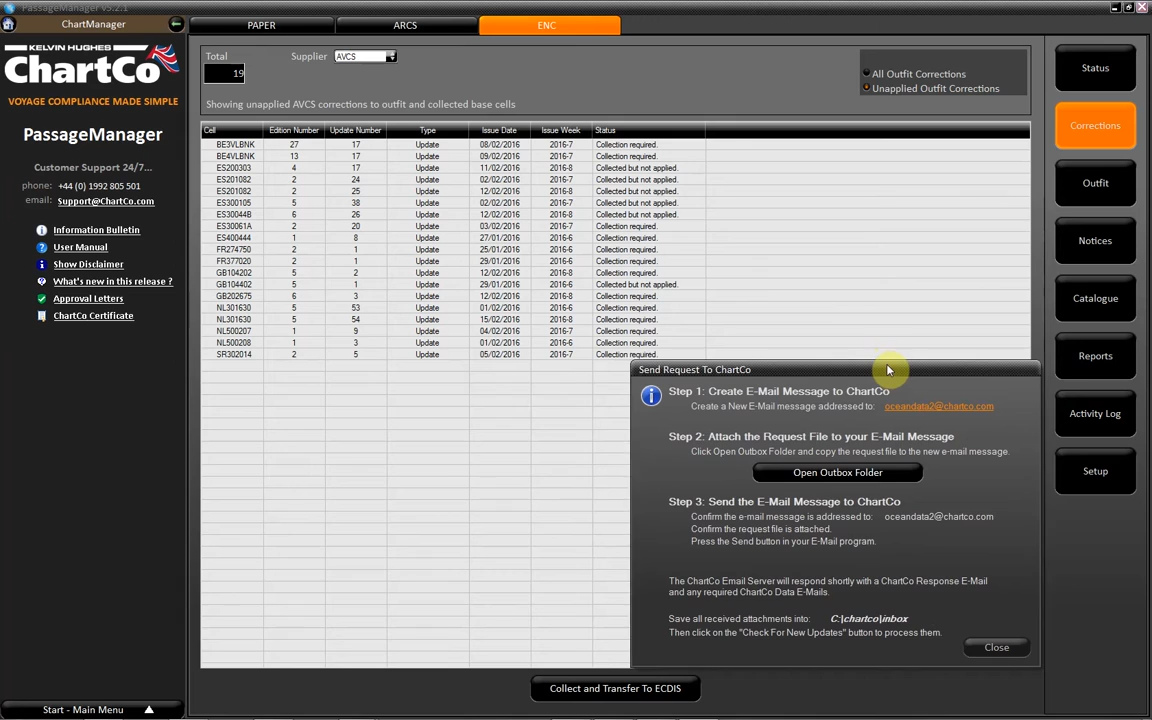 PassageManager v5.2.1
ChartManager
PAPER
ARCS
ENC
KELVIN HUGHES
ChartCo
VOYAGE COMPLIANCE MADE SIMPLE
PassageManager
Customer Support 24/7...
phone: +44 (0) 1992 805 501
email: Support@ChartCo.com
Information Bulletin
User Manual
Show Disclaimer
What's new in this release ?
Approval Letters
ChartCo Certificate
Start - Main Menu
Total
19
Supplier AVCS
All Outfit Corrections
Unapplied Outfit Corrections
Showing unapplied AVCS corrections to outfit and collected base cells
Cell Edition Number Update Number Type Issue Date Issue Week Status
BE3VLBNK 27 17 Update 08/02/2016 2016-7 Collection required.
BE4VLBNK 13 17 Update 09/02/2016 2016-7 Collection required.
ES200303 4 17 Update 11/02/2016 2016-8 Collected but not applied.
ES201082 2 24 Update 02/02/2016 2016-7 Collected but not applied.
ES201082 2 25 Update 12/02/2016 2016-8 Collected but not applied.
ES300105 5 38 Update 02/02/2016 2016-7 Collected but not applied.
ES30044B 6 26 Update 12/02/2016 2016-8 Collected but not applied.
ES30061A 2 20 Update 03/02/2016 2016-7 Collection required.
ES400444 1 8 Update 27/01/2016 2016-6 Collection required.
FR274750 2 1 Update 25/01/2016 2016-6 Collection required.
FR377020 2 1 Update 29/01/2016 2016-6 Collection required.
GB104202 5 2 Update 12/02/2016 2016-8 Collection required.
GB104402 5 1 Update 29/01/2016 2016-6 Collected but not applied.
GB202675 6 3 Update 12/02/2016 2016-8 Collection required.
NL301630 5 53 Update 01/02/2016 2016-6 Collection required.
NL301630 5 54 Update 15/02/2016 2016-8 Collection required.
NL500207 1 9 Update 04/02/2016 2016-7 Collection required.
NL500208 1 3 Update 01/02/2016 2016-6 Collection required.
SR302014 2 5 Update 05/02/2016 2016-7 Collection required.
Send Request To ChartCo
Step 1: Create E-Mail Message to ChartCo
Create a New E-Mail message addressed to: oceandata2@chartco.com
Step 2: Attach the Request File to your E-Mail Message
Click Open Outbox Folder and copy the request file to the new e-mail message.
Open Outbox Folder
Step 3: Send the E-Mail Message to ChartCo
Confirm the e-mail message is addressed to: oceandata2@chartco.com
Confirm the request file is attached.
Press the Send button in your E-Mail program.
The ChartCo Email Server will respond shortly with a ChartCo Response E-Mail
and any required ChartCo Data E-Mails.
Save all received attachments into: C:\chartco\inbox
Then click on the "Check For New Updates" button to process them.
Close
Collect and Transfer To ECDIS
Status
Corrections
Outfit
Notices
Catalogue
Reports
Activity Log
Setup